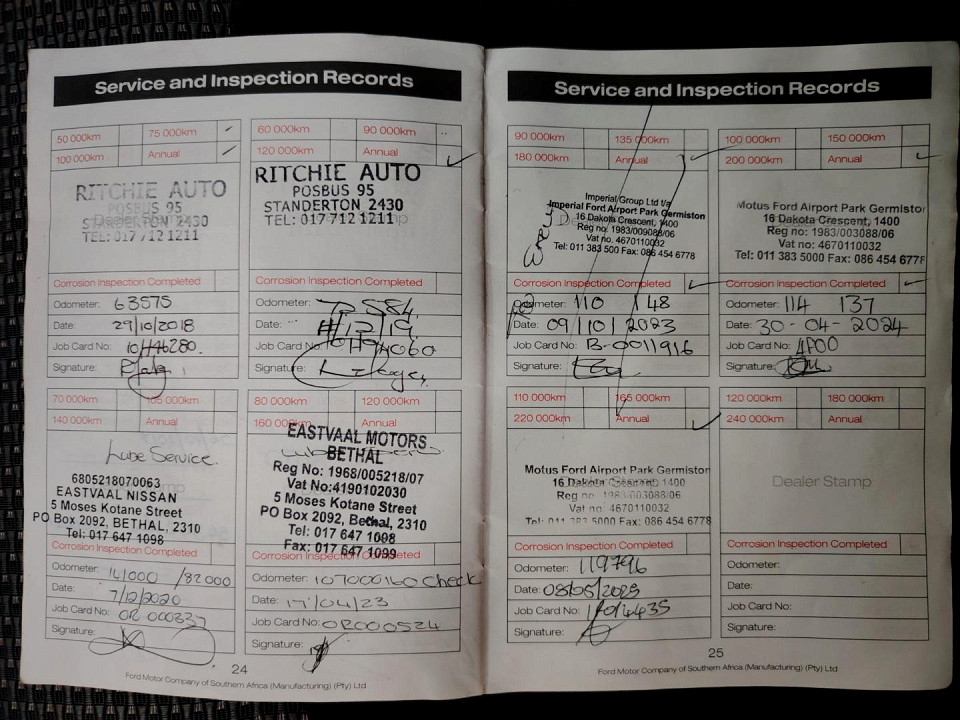 Service and Inspection Records
50 000km 75 000km
100 000km Annual
RITCHIE AUTO
POSBUS 95
STANDERTON 2430
TEL: 017 712 1211
Corrosion Inspection Completed
Odometer: 63575
Date: 29/10/2018
Job Card No: 10H46280.
Signature:
60 000km 90 000km
120 000km Annual
RITCHIE AUTO
POSBUS 95
STANDERTON 2430
TEL: 017 712 1211
Corrosion Inspection Completed
Odometer:
Date:
Job Card No
Signature:
70 000km 105 000km
140 000km Annual
Lube Service.
6805218070063
EASTVAAL NISSAN
5 Moses Kotane Street
PO Box 2092, BETHAL, 2310
Tel: 017 647 1098
Corrosion Inspection Completed
Odometer: 141000 /82000
Date: 7/12/2020
Job Card No: OR 000337
Signature:
80 000km 120 000km
160 000km Annual
EASTVAAL MOTORS
BETHAL
Reg No: 1968/005218/07
Vat No:4190102030
5 Moses Kotane Street
PO Box 2092, Bethal, 2310
Tel: 017 647 1098
Fax: 017 647 1099
Corrosion Inspection Completed
Odometer: 107000160 check
Date: 17/04/23
Job Card No: OR000524
Signature:
24
Ford Motor Company of Southern Africa (Manufacturing) (Pty) Ltd
Service and Inspection Records
90 000km 135 000km
180 000km Annual
Imperial Group Ltd t/a
Imperial Ford Airport Park Germiston
16 Dakota Crescent, 1400
Reg no: 1983/009088/06
Vat no: 4670110032
Tel: 011 383 5000 Fax: 086 454 6778
Corrosion Inspection Completed
Odometer: 110 148
Date: 09/10/2023
Job Card No: B-0011916
Signature:
100 000km 150 000km
200 000km Annual
Motus Ford Airport Park Germiston
16 Dakota Crescent, 1400
Reg no: 1983/003088/06
Vat no: 4670110032
Tel: 011 383 5000 Fax: 086 454 6778
Corrosion Inspection Completed
Odometer: 114 137
Date: 30-04-2024
Job Card No:
Signature:
110 000km 165 000km
220 000km Annual
Motus Ford Airport Park Germiston
16 Dakota Crescent 1400
Reg no 1983/003088/06
Vat no: 4670110032
Tel: 011 383 5000 Fax: 086 454 6778
Corrosion Inspection Completed
Odometer: 119796
Date:
Job Card No:
Signature:
120 000km 180 000km
240 000km Annual
Dealer Stamp
Corrosion Inspection Completed
Odometer:
Date:
Job Card No:
Signature:
25
Ford Motor Company of Southern Africa (Manufacturing) (Pty) Ltd